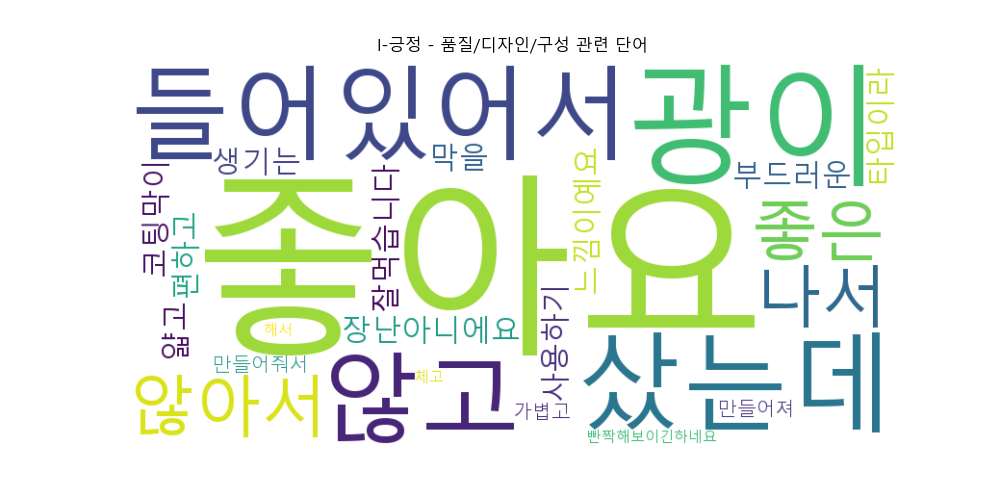 I-긍정 - 품질/디자인/구성 관련 단어
들어있어서
광이
타입이라
생기는
막을
부드러운
코팅막이
편하고
좋아요
잘먹습니다
느낌이예요
좋은
나서
얇고
해서
장난아니에요
사용하기
만들어줘서
않아서
않고
체고
가볍고
샀는데
만들어져
빤짝해보이긴하네요